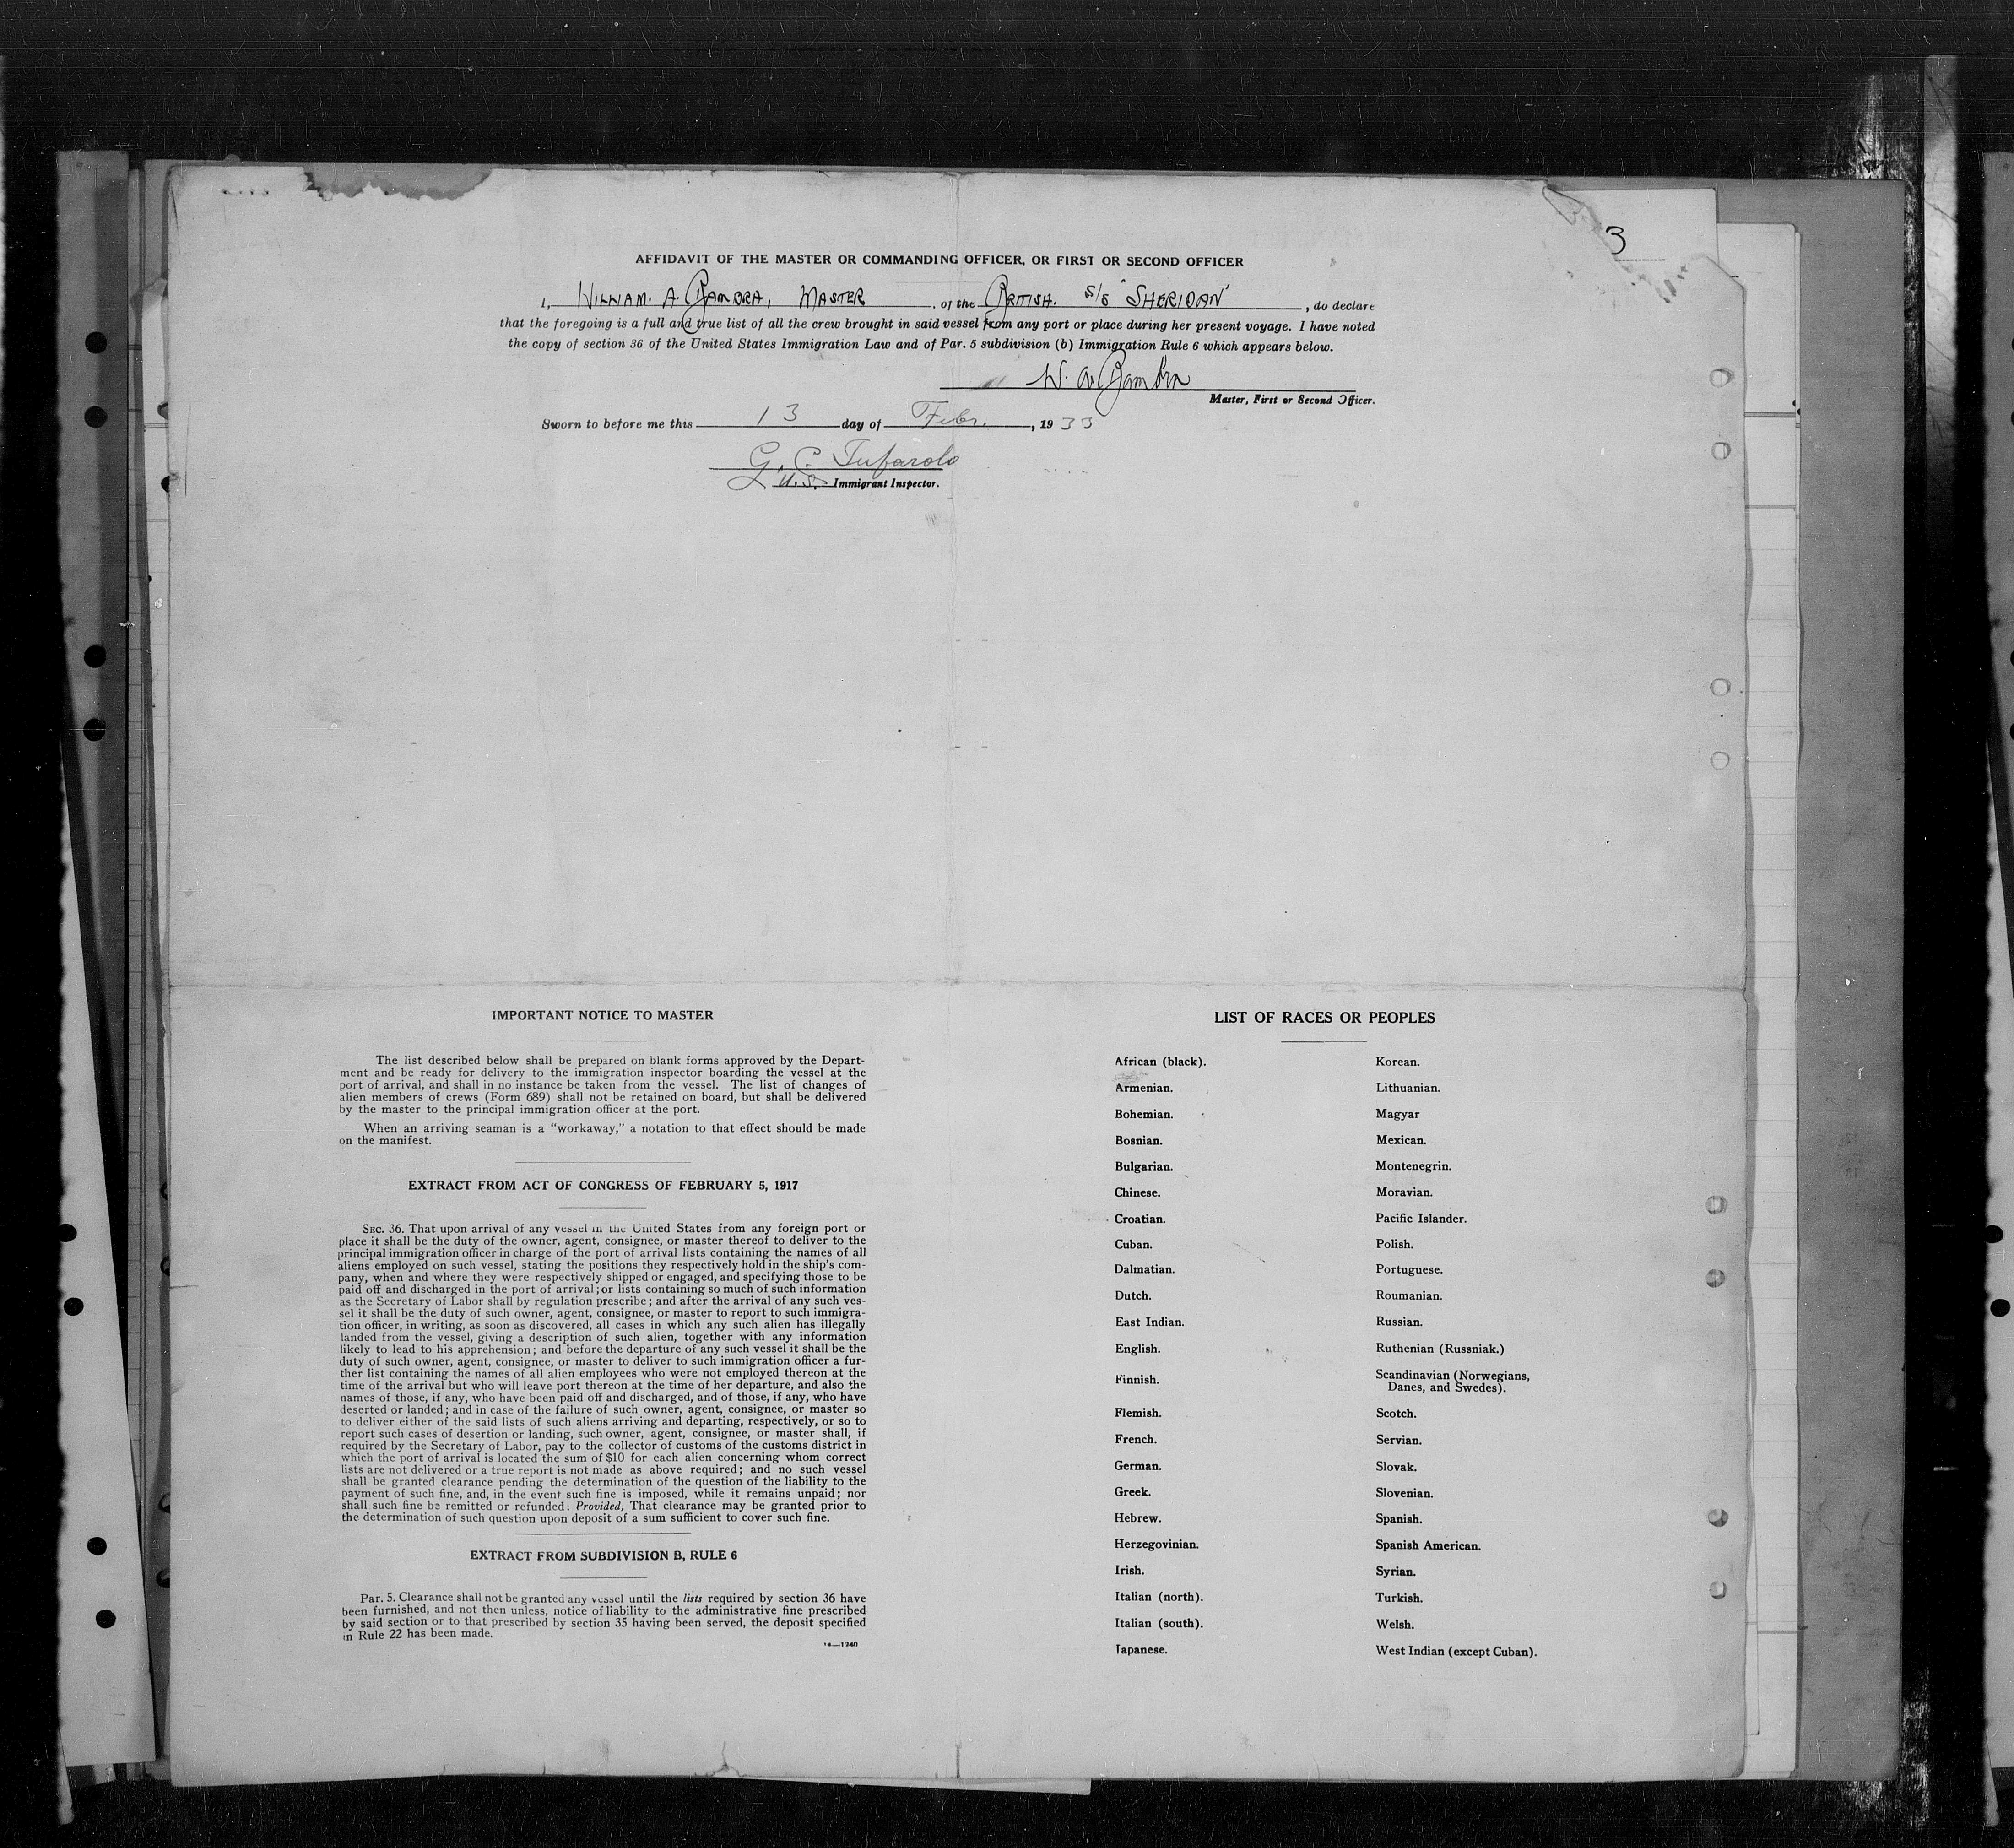 3
AFFIDAVIT OF THE MASTER OR COMMANDING OFFICER, OR FIRST OR SECOND OFFICER
I, WILLIAM. A. BAMBRA, MASTER, of the BRITISH. S/S "SHERIDAN", do declare
that the foregoing is a full and true list of all the crew brought in said vessel from any port or place during her present voyage. I have noted
the copy of section 36 of the United States Immigration Law and of Par. 5 subdivision (b) Immigration Rule 6 which appears below.
W. A. Bambra
Master, First or Second Officer.
Sworn to before me this 13 day of Febr., 1933
G. C. Tufarolo
U.S. Immigrant Inspector.
IMPORTANT NOTICE TO MASTER
The list described below shall be prepared on blank forms approved by the Depart-
ment and be ready for delivery to the immigration inspector boarding the vessel at the
port of arrival, and shall in no instance be taken from the vessel. The list of changes of
alien members of crews (Form 689) shall not be retained on board, but shall be delivered
by the master to the principal immigration officer at the port.
When an arriving seaman is a "workaway," a notation to that effect should be made
on the manifest.
EXTRACT FROM ACT OF CONGRESS OF FEBRUARY 5, 1917
SEC. 36. That upon arrival of any vessel in the United States from any foreign port or
place it shall be the duty of the owner, agent, consignee, or master thereof to deliver to the
principal immigration officer in charge of the port of arrival lists containing the names of all
aliens employed on such vessel, stating the positions they respectively hold in the ship's com-
pany, when and where they were respectively shipped or engaged, and specifying those to be
paid off and discharged in the port of arrival; or lists containing so much of such information
as the Secretary of Labor shall by regulation prescribe; and after the arrival of any such ves-
sel it shall be the duty of such owner, agent, consignee, or master to report to such immigra-
tion officer, in writing, as soon as discovered, all cases in which any such alien has illegally
landed from the vessel, giving a description of such alien, together with any information
likely to lead to his apprehension; and before the departure of any such vessel it shall be the
duty of such owner, agent, consignee, or master to deliver to such immigration officer a fur-
ther list containing the names of all alien employees who were not employed thereon at the
time of the arrival but who will leave port thereon at the time of her departure, and also the
names of those, if any, who have been paid off and discharged, and of those, if any, who have
deserted or landed; and in case of the failure of such owner, agent, consignee, or master so
to deliver either of the said lists of such aliens arriving and departing, respectively, or so to
report such cases of desertion or landing, such owner, agent, consignee, or master shall, if
required by the Secretary of Labor, pay to the collector of customs of the customs district in
which the port of arrival is located the sum of $10 for each alien concerning whom correct
lists are not delivered or a true report is not made as above required; and no such vessel
shall be granted clearance pending the determination of the question of the liability to the
payment of such fine, and, in the event such fine is imposed, while it remains unpaid; nor
shall such fine be remitted or refunded: Provided, That clearance may be granted prior to
the determination of such question upon deposit of a sum sufficient to cover such fine.
EXTRACT FROM SUBDIVISION B, RULE 6
Par. 5. Clearance shall not be granted any vessel until the lists required by section 36 have
been furnished, and not then unless, notice of liability to the administrative fine prescribed
by said section or to that prescribed by section 35 having been served, the deposit specified
in Rule 22 has been made.
14—1240
LIST OF RACES OR PEOPLES
African (black).
Armenian.
Bohemian.
Bosnian.
Bulgarian.
Chinese.
Croatian.
Cuban.
Dalmatian.
Dutch.
East Indian.
English.
Finnish.
Flemish.
French.
German.
Greek.
Hebrew.
Herzegovinian.
Irish.
Italian (north).
Italian (south).
Japanese.
Korean.
Lithuanian.
Magyar
Mexican.
Montenegrin.
Moravian.
Pacific Islander.
Polish.
Portuguese.
Roumanian.
Russian.
Ruthenian (Russniak.)
Scandinavian (Norwegians,
Danes, and Swedes).
Scotch.
Servian.
Slovak.
Slovenian.
Spanish.
Spanish American.
Syrian.
Turkish.
Welsh.
West Indian (except Cuban).